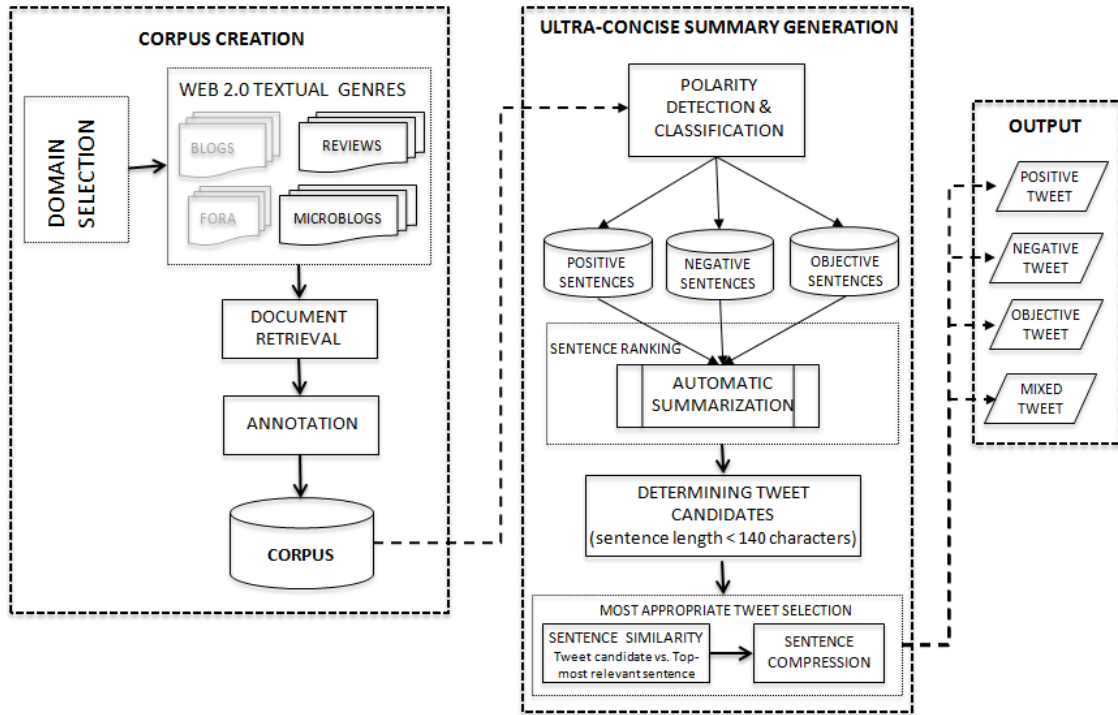 CORPUS CREATION
DOMAIN
SELECTION
WEB 2.0 TEXTUAL GENRES
BLOGS
REVIEWS
FORA
MICROBLOGS
DOCUMENT
RETRIEVAL
ANNOTATION
CORPUS
ULTRA-CONCISE SUMMARY GENERATION
POLARITY
DETECTION &
CLASSIFICATION
POSITIVE
SENTENCES
NEGATIVE
SENTENCES
OBJECTIVE
SENTENCES
SENTENCE RANKING
AUTOMATIC
SUMMARIZATION
DETERMINING TWEET
CANDIDATES
(sentence length < 140 characters)
MOST APPROPRIATE TWEET SELECTION
SENTENCE SIMILARITY
Tweet candidate vs. Top-
most relevant sentence
SENTENCE
COMPRESSION
OUTPUT
POSITIVE
TWEET
NEGATIVE
TWEET
OBJECTIVE
TWEET
MIXED
TWEET